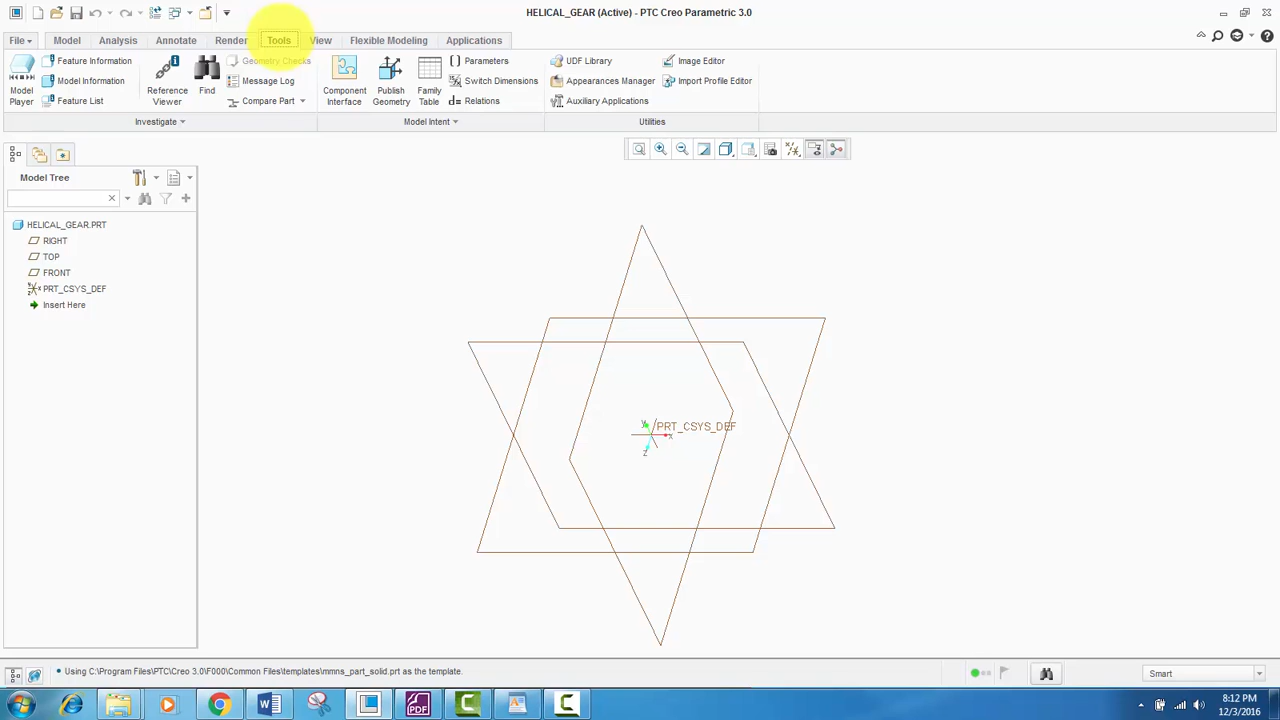 HELICAL_GEAR (Active) - PTC Creo Parametric 3.0
File Model Analysis Annotate Render Tools View Flexible Modeling Applications
Model Player
Feature Information
Model Information
Feature List
Reference Viewer
Find
Geometry Checks
Message Log
Compare Part
Component Interface
Publish Geometry
Family Table
Parameters
Switch Dimensions
Relations
UDF Library
Appearances Manager
Auxiliary Applications
Image Editor
Import Profile Editor
Investigate Model Intent Utilities
Model Tree
HELICAL_GEAR.PRT
RIGHT
TOP
FRONT
PRT_CSYS_DEF
Insert Here
y
PRT_CSYS_DEF
x
z
Using C:\Program Files\PTC\Creo 3.0\F000\Common Files\templates\mmns_part_solid.prt as the template.
Smart
PDF
8:12 PM
12/3/2016